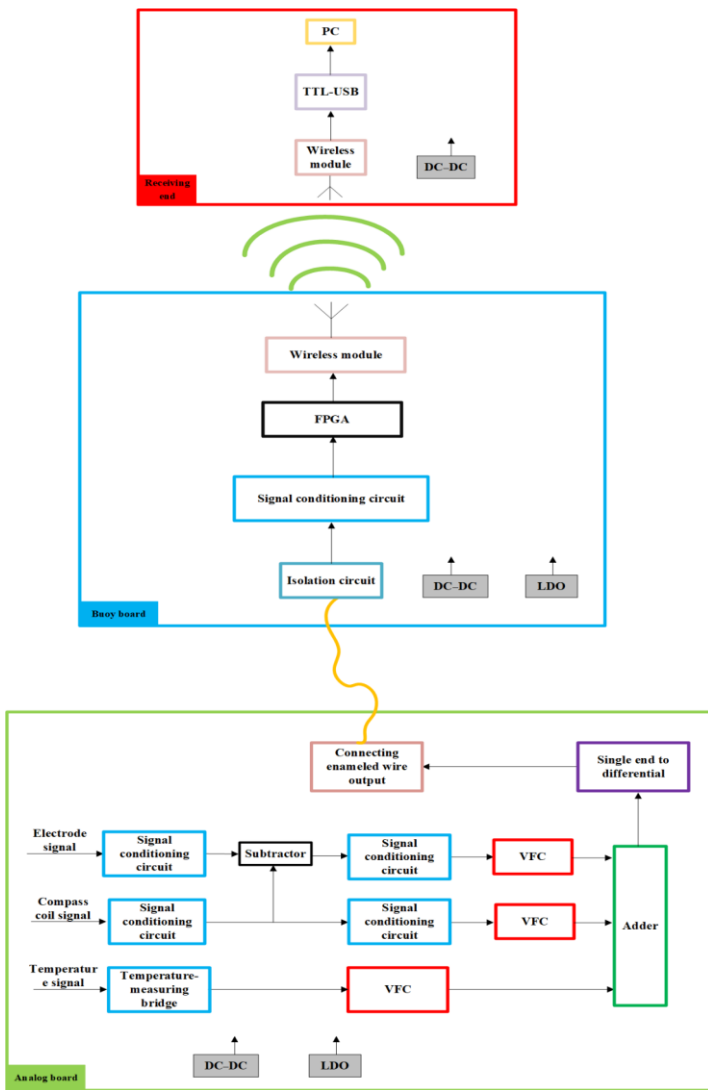 PC
TTL-USB
Wireless
module
DC–DC
Receiving
end
Wireless module
FPGA
Signal conditioning circuit
Isolation circuit
DC–DC
LDO
Buoy board
Connecting
enameled wire
output
Single end to
differential
Electrode
signal
Signal
conditioning
circuit
Subtractor
Signal
conditioning
circuit
VFC
Compass
coil signal
Signal
conditioning
circuit
Signal
conditioning
circuit
VFC
Adder
Temperatur
e signal
Temperature-
measuring
bridge
VFC
DC–DC
LDO
Analog board